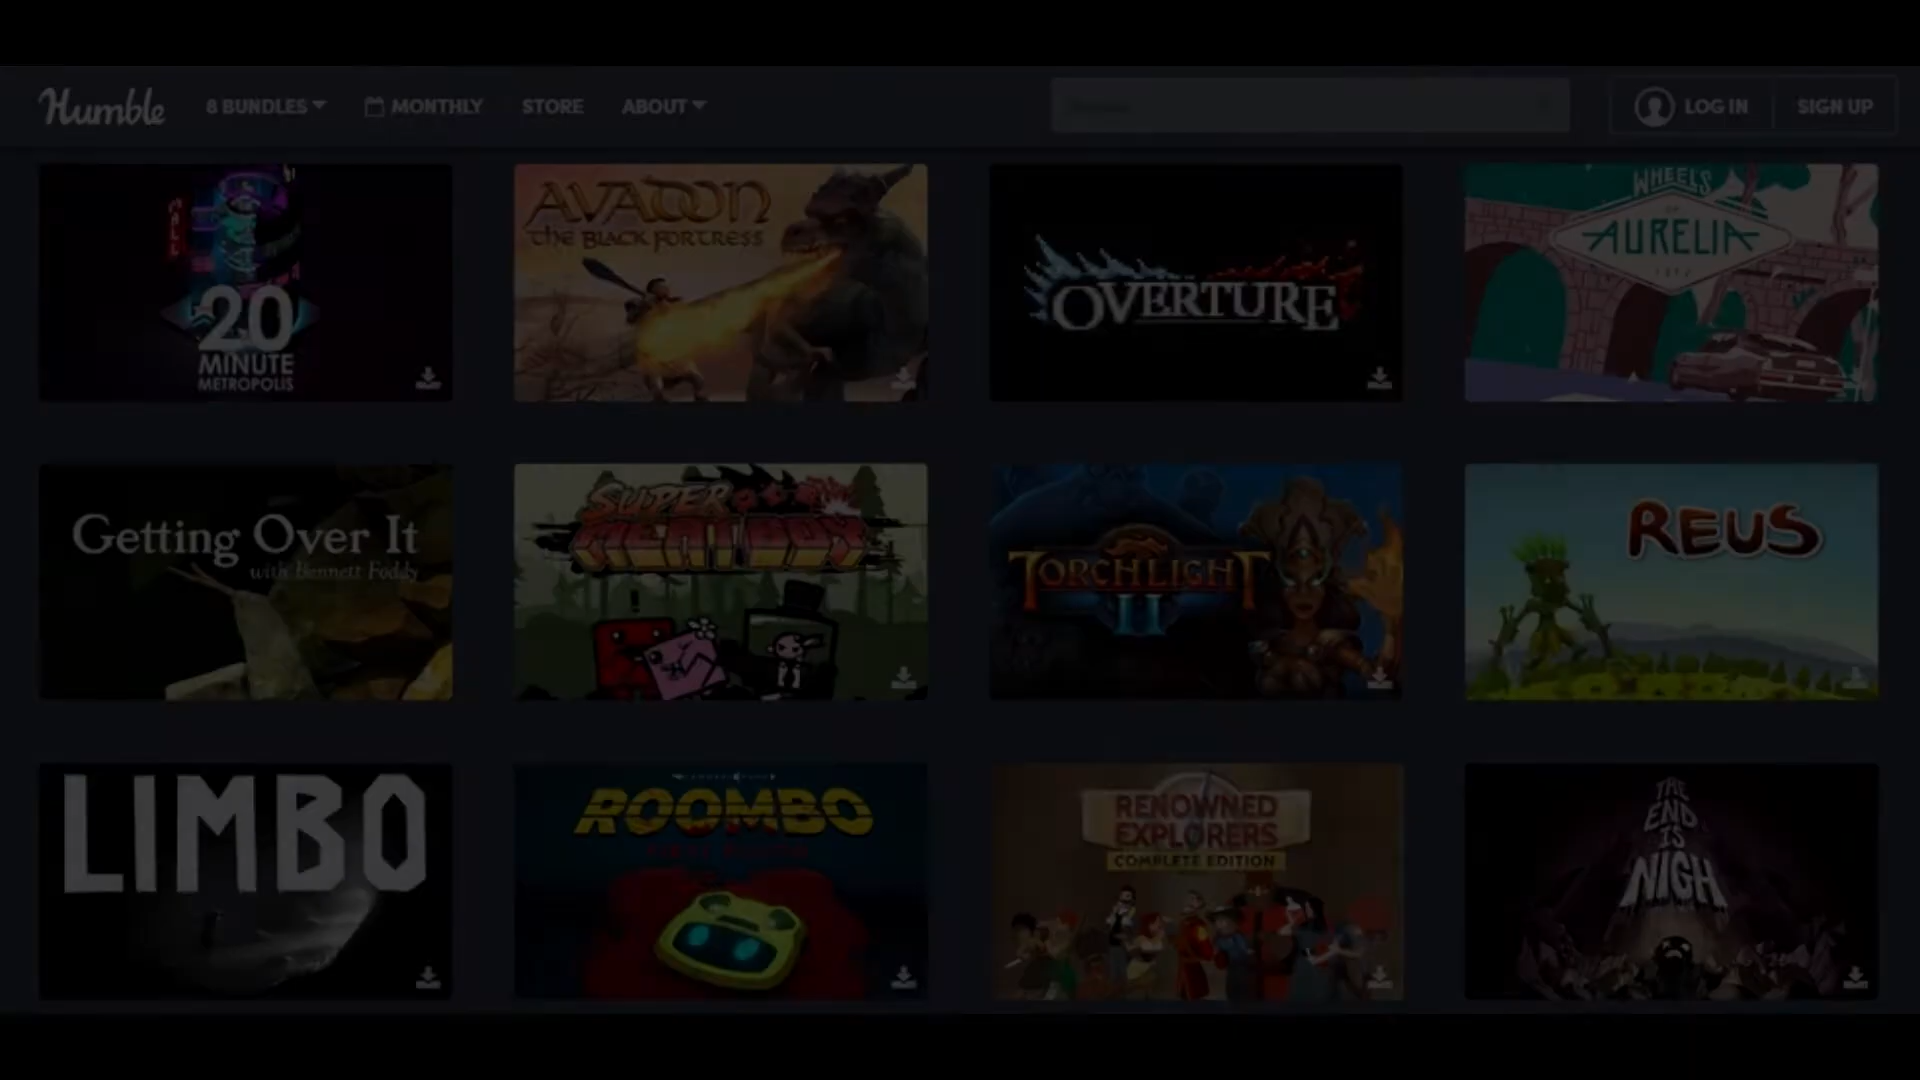 Humble
8 BUNDLES
MONTHLY
STORE
ABOUT
LOG IN
SIGN UP
20
MINUTE
METROPOLIS
AVADON
THE BLACK FORTRESS
OVERTURE
WHEELS
AURELIA
Getting Over It
with Bennett Foddy
SUPER
MEAT BOY
TORCHLIGHT
II
REUS
LIMBO
ROOMBO
RENOWNED
EXPLORERS
COMPLETE EDITION
THE
END
IS
NIGH